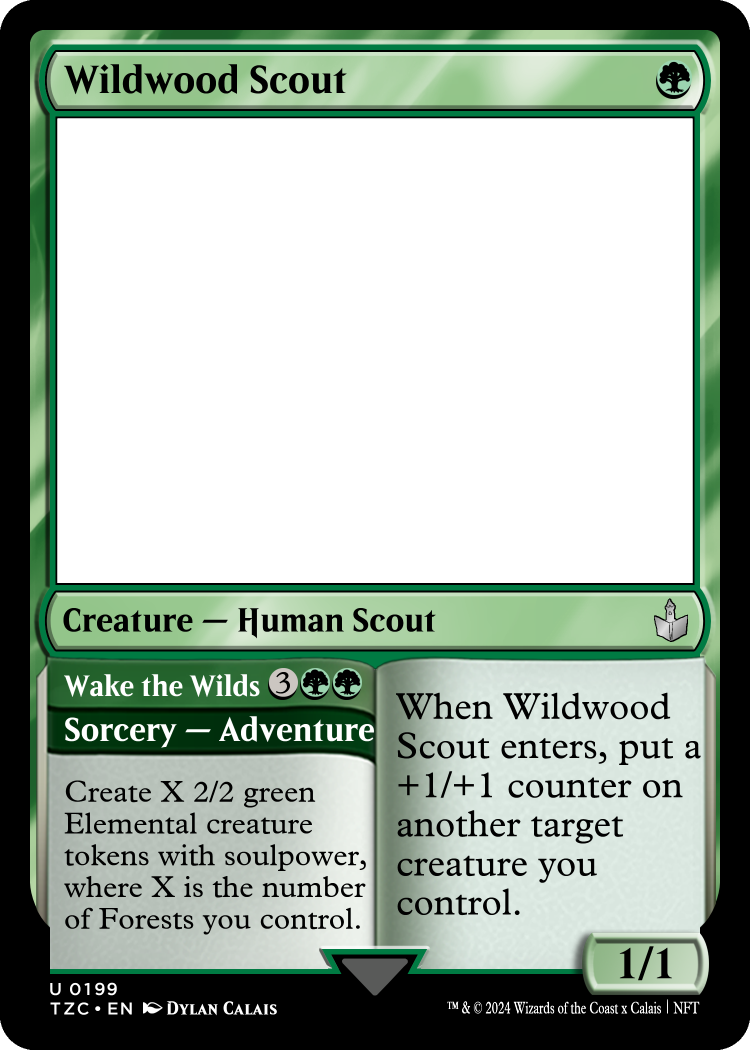 Wildwood Scout
Creature — Human Scout
Wake the Wilds 3
Sorcery — Adventure
Create X 2/2 green
Elemental creature
tokens with soulpower,
where X is the number
of Forests you control.
When Wildwood
Scout enters, put a
+1/+1 counter on
another target
creature you
control.
1/1
U 0199
TZC • EN Dylan Calais
™ & © 2024 Wizards of the Coast x Calais | NFT